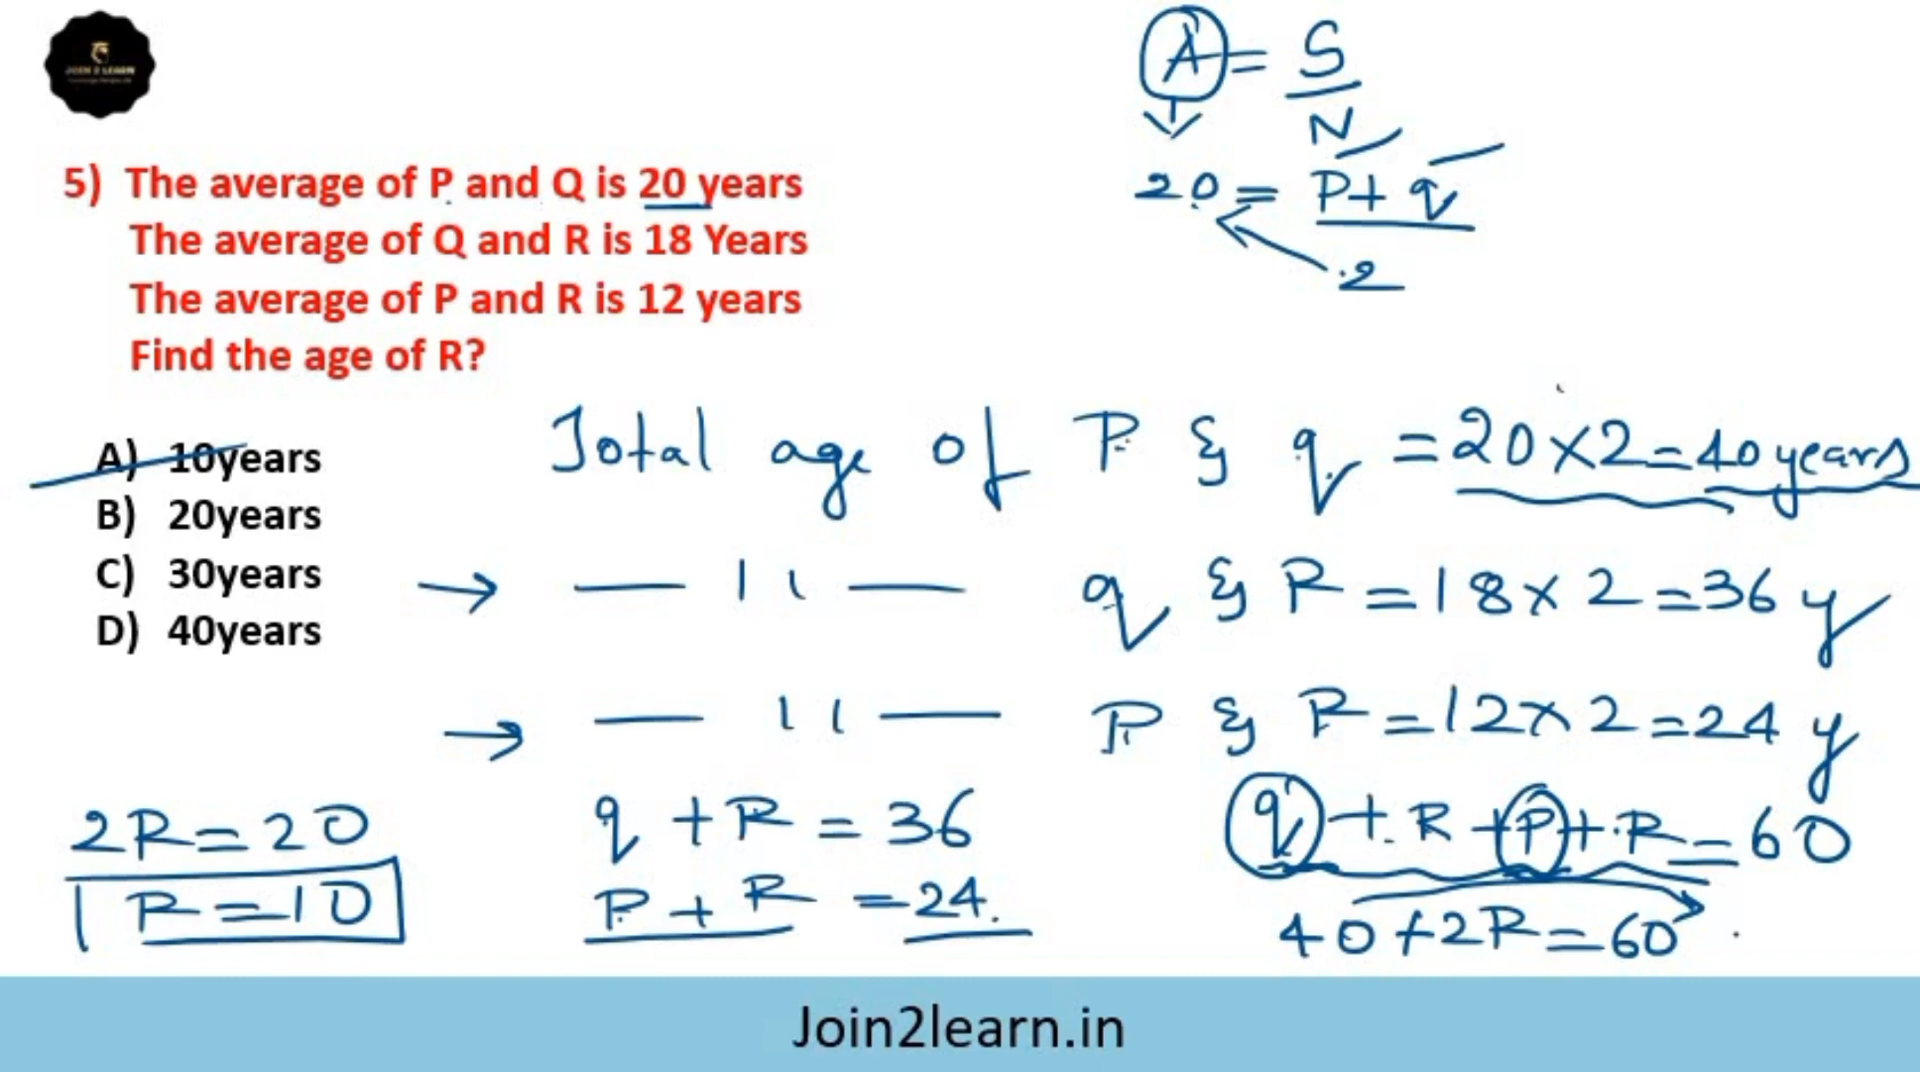 JOIN 2 LEARN
A = S
N
20 = P + q
2
5) The average of P and Q is 20 years
The average of Q and R is 18 Years
The average of P and R is 12 years
Find the age of R?
A) 10years
B) 20years
C) 30years
D) 40years
Total age of P & q = 20 x 2 = 40 years
→ — 11 — q & R = 18 x 2 = 36 y
→ — 11 — P & R = 12 x 2 = 24 y
q + R = 36
P + R = 24.
q + R + P + R = 60
40 + 2R = 60
2R = 20
R = 10
Join2learn.in